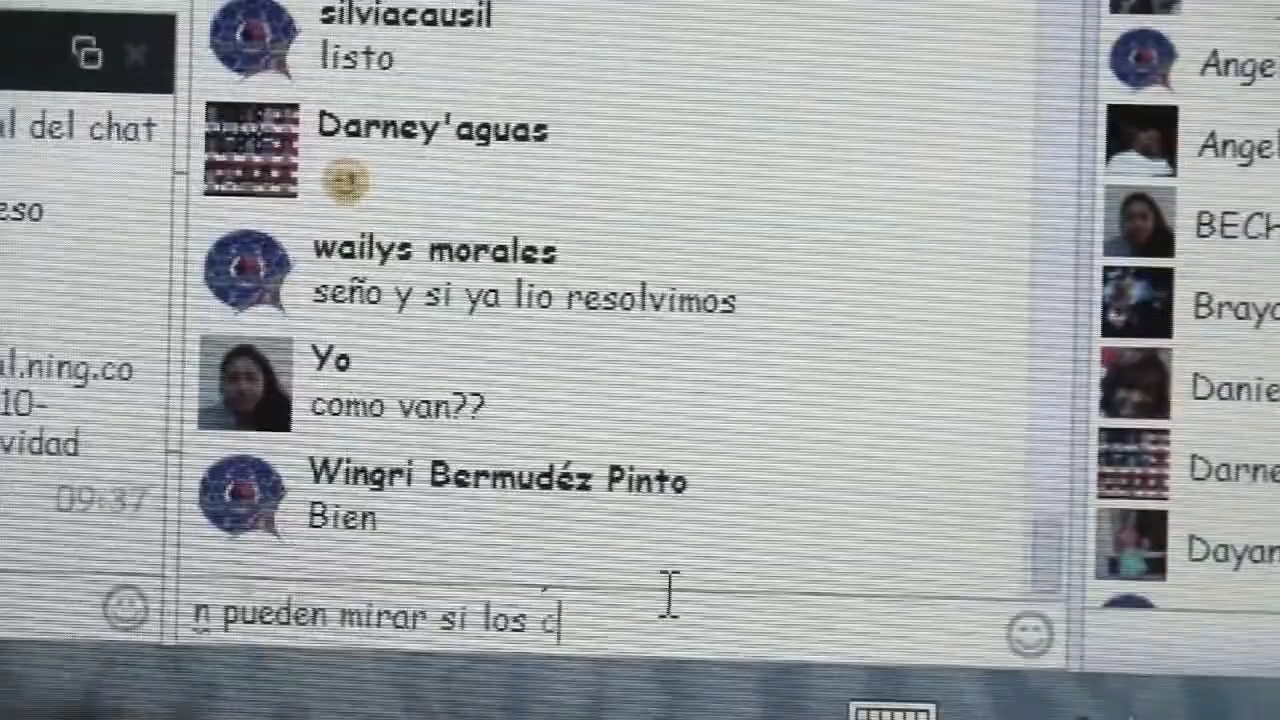 silviacausil
listo
Darney'aguas
wailys morales
seño y si ya lio resolvimos
Yo
como van??
Wingri Bermudéz Pinto
Bien
n pueden mirar si los c
al del chat
eso
al.ning.co
10-
vidad
09:37
Ange
Angel
BECh
Braya
Danie
Darne
Dayan